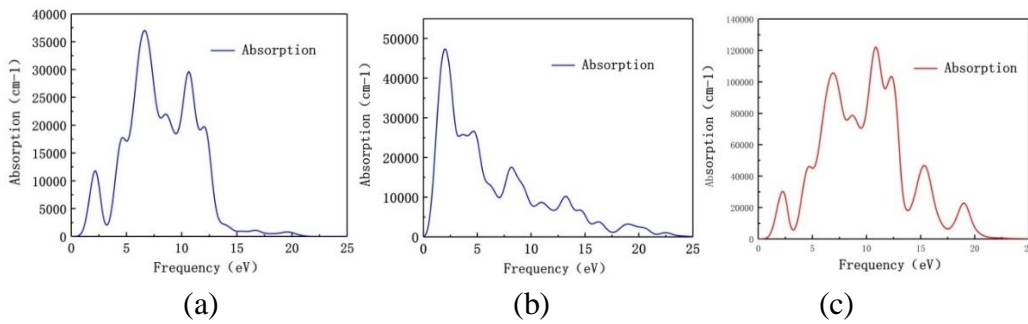 40000
35000
30000
25000
20000
15000
10000
5000
0
Absorption (cm-1)
Absorption
0 5 10 15 20 25
Frequency (eV)
(a)
50000
40000
30000
20000
10000
0
Absorption (cm-1)
Absorption
0 5 10 15 20 25
Frequency (eV)
(b)
140000
120000
100000
80000
60000
40000
20000
0
Absorption (cm-1)
Absorption
0 5 10 15 20 25
Frequency (eV)
(c)